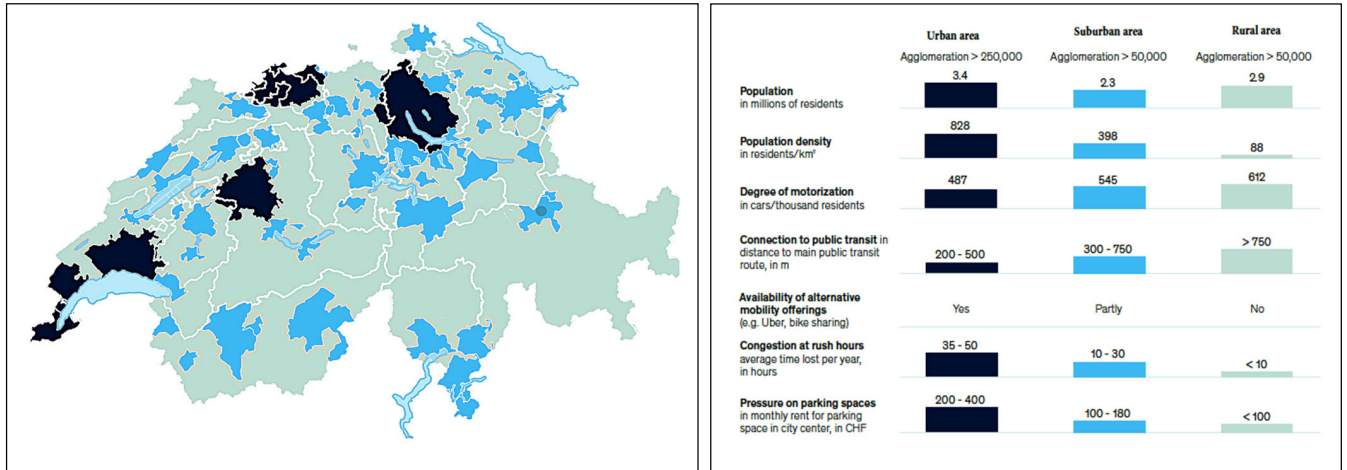 Urban area
Suburban area
Rural area
Agglomeration > 250,000
Agglomeration > 50,000
Agglomeration > 50,000
Population
in millions of residents
3.4
2.3
2.9
Population density
in residents/km²
828
398
88
Degree of motorization
in cars/thousand residents
487
545
612
Connection to public transit in
distance to main public transit
route, in m
200 - 500
300 - 750
> 750
Availability of alternative
mobility offerings
(e.g. Uber, bike sharing)
Yes
Partly
No
Congestion at rush hours
average time lost per year,
in hours
35 - 50
10 - 30
< 10
Pressure on parking spaces
in monthly rent for parking
space in city center, in CHF
200 - 400
100 - 180
< 100